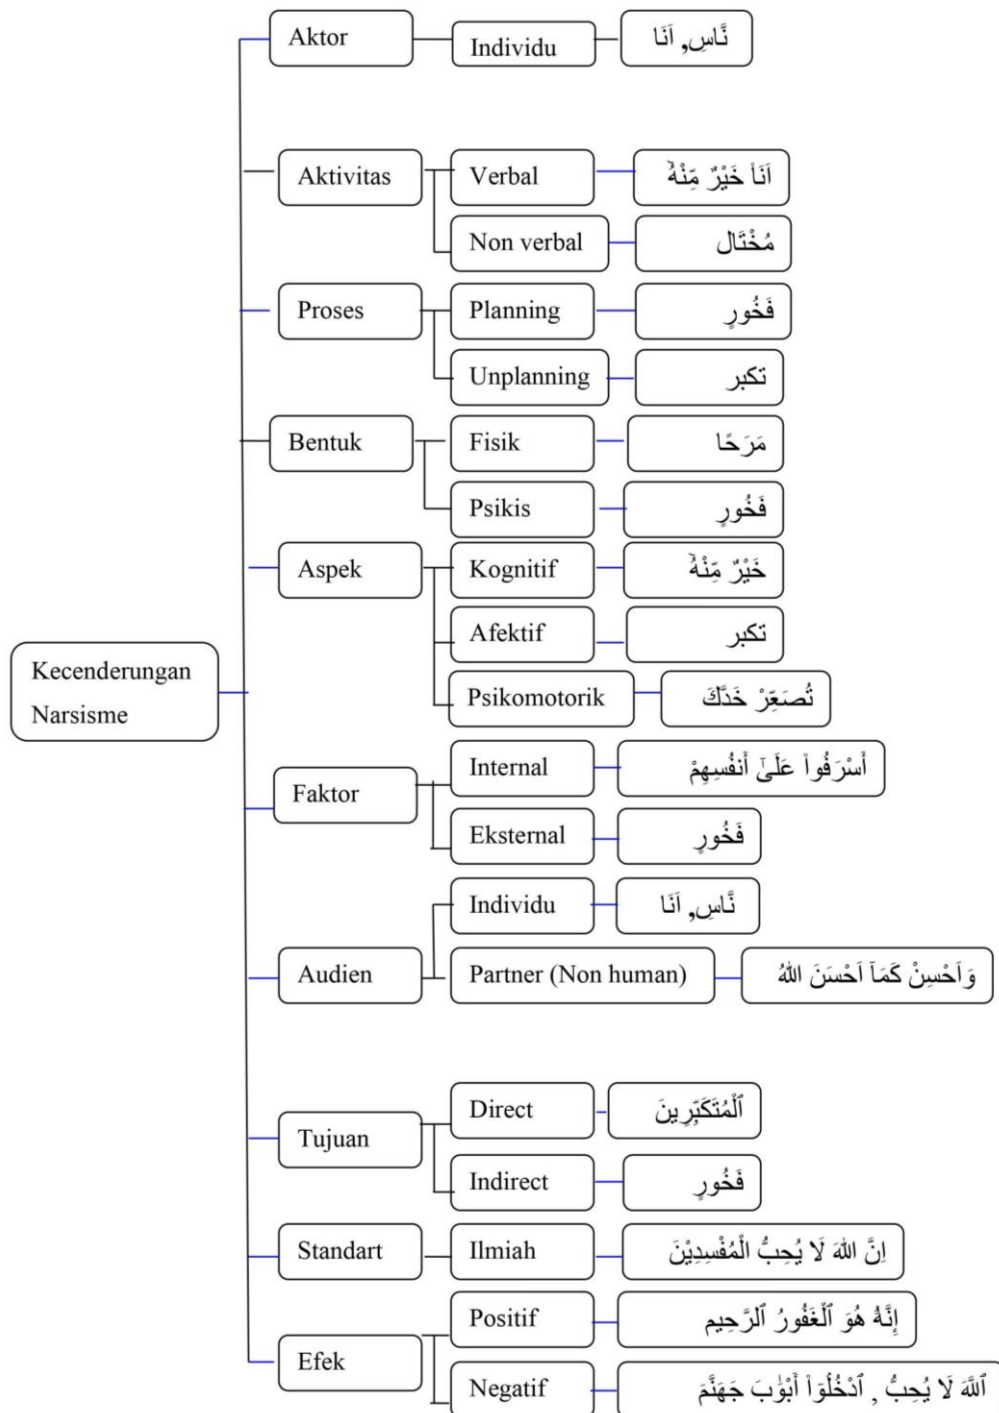 Aktor
Individu
نَّاسِ, اَنَا
Aktivitas
Verbal
اَنَا۠ خَيْرٌ مِّنْهُۚ
Non verbal
مُخْتَال
Proses
Planning
فَخُورٍ
Unplanning
تكبر
Bentuk
Fisik
مَرَحًا
Psikis
فَخُورٍ
Aspek
Kognitif
خَيْرٌ مِّنْهُۚ
Afektif
تكبر
Psikomotorik
تُصَعِّرْ خَدَّكَ
Kecenderungan
Narsisme
Faktor
Internal
أَسْرَفُوا۟ عَلَىٰٓ أَنفُسِهِمْ
Eksternal
فَخُورٍ
Audien
Individu
نَّاسِ, اَنَا
Partner (Non human)
وَاَحْسِنْ كَمَآ اَحْسَنَ اللهُ
Tujuan
Direct
ٱلْمُتَكَبِّرِينَ
Indirect
فَخُورٍ
Standart
Ilmiah
اِنَّ اللهَ لَا يُحِبُّ الْمُفْسِدِيْنَ
Efek
Positif
إِنَّهُۥ هُوَ ٱلْغَفُورُ ٱلرَّحِيم
Negatif
ٱللَّهَ لَا يُحِبُّ , ٱدْخُلُوٓا۟ أَبْوَٰبَ جَهَنَّمَ